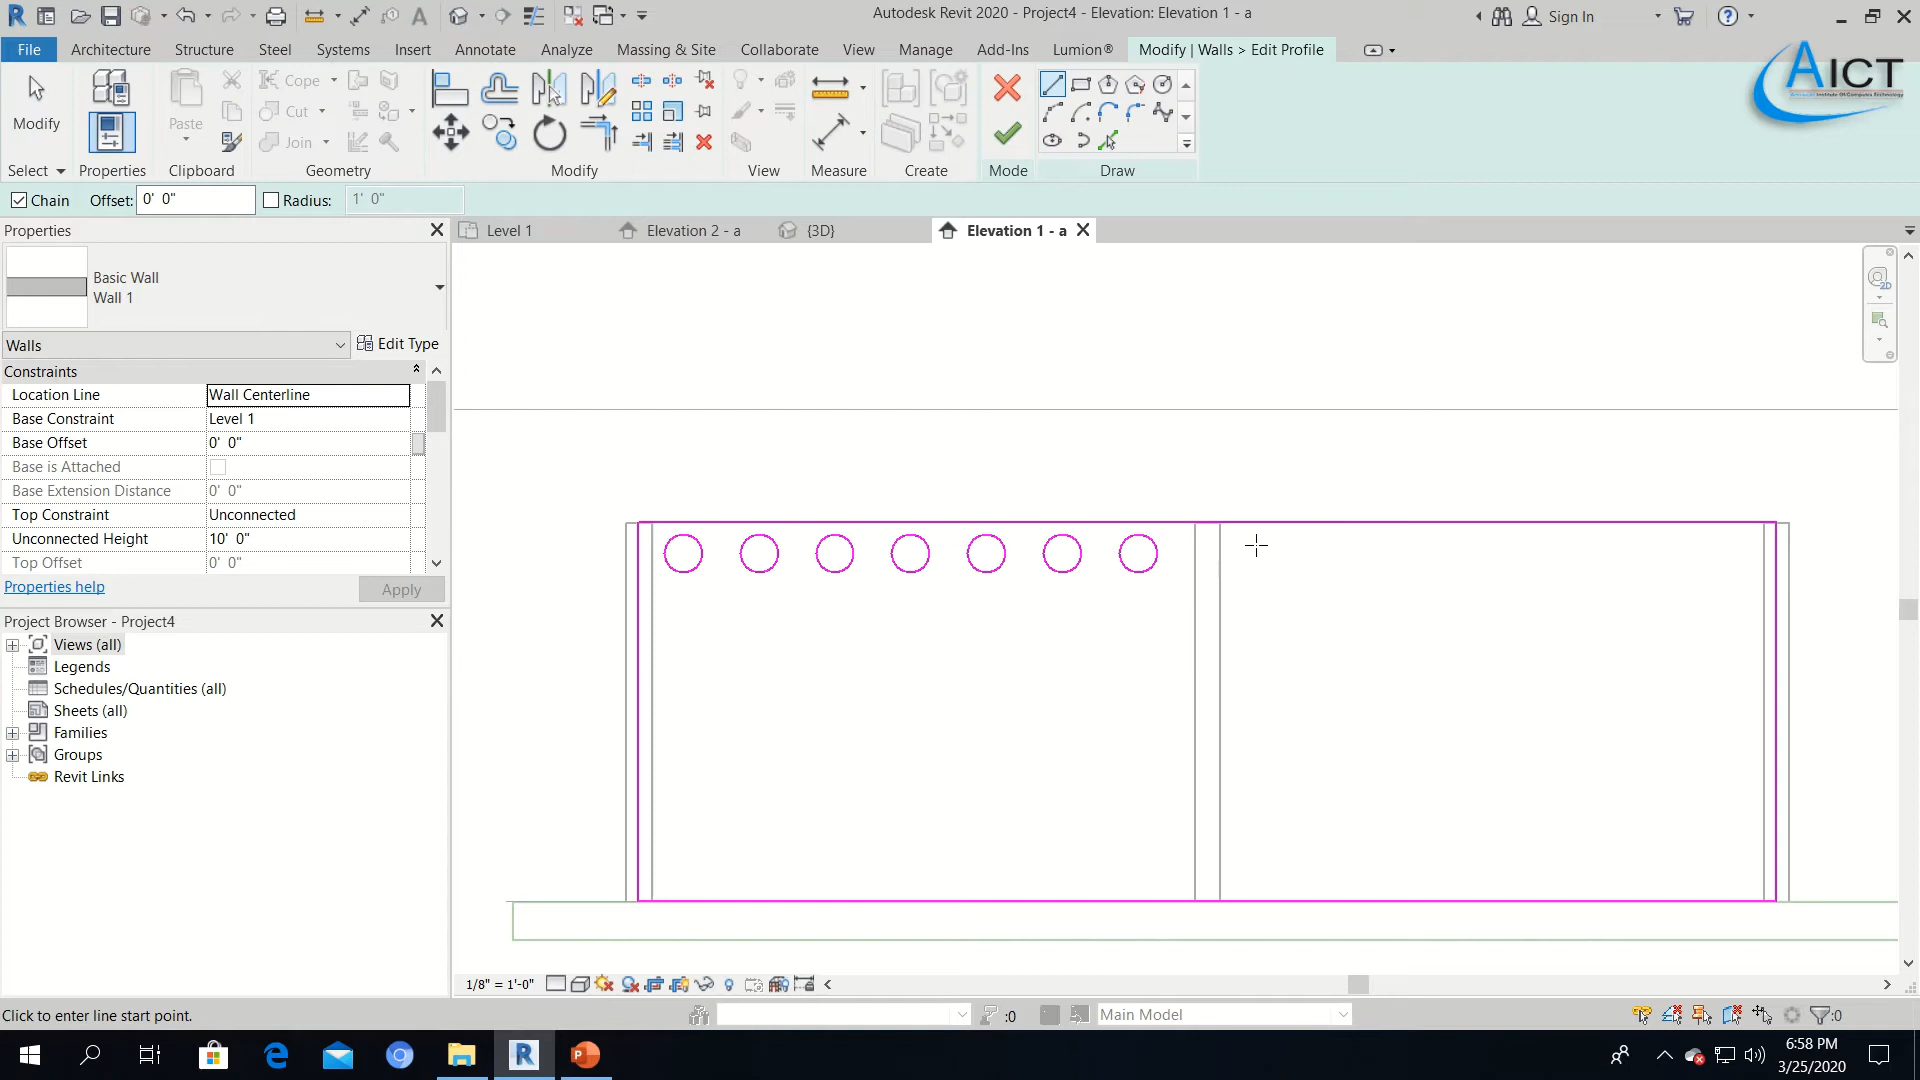 Autodesk Revit 2020 - Project4 - Elevation: Elevation 1 - a
Sign In
File Architecture Structure Steel Systems Insert Annotate Analyze Massing & Site Collaborate View Manage Add-Ins Lumion® Modify | Walls > Edit Profile
AICT
Modify Paste Cope
Cut
Join
Select Properties Clipboard Geometry Modify View Measure Create Mode Draw
Chain Offset: 0' 0" Radius: 1' 0"
Properties
Level 1 Elevation 2 - a {3D} Elevation 1 - a
Basic Wall
Wall 1
2D
Walls Edit Type
Constraints
Location Line Wall Centerline
Base Constraint Level 1
Base Offset 0' 0"
Base is Attached
Base Extension Distance 0' 0"
Top Constraint Unconnected
Unconnected Height 10' 0"
Top Offset 0' 0"
Properties help Apply
Project Browser - Project4
Views (all)
Legends
Schedules/Quantities (all)
Sheets (all)
Families
Groups
Revit Links
1/8" = 1'-0"
Click to enter line start point. :0 Main Model :0
6:58 PM
3/25/2020